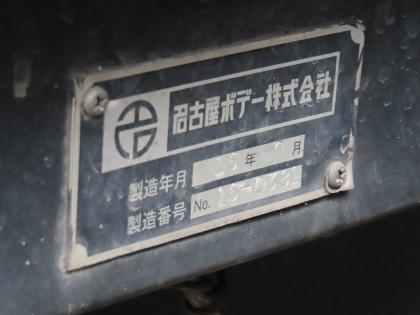 名古屋ボデー株式会社
製造年月 年 月
製造番号 No.